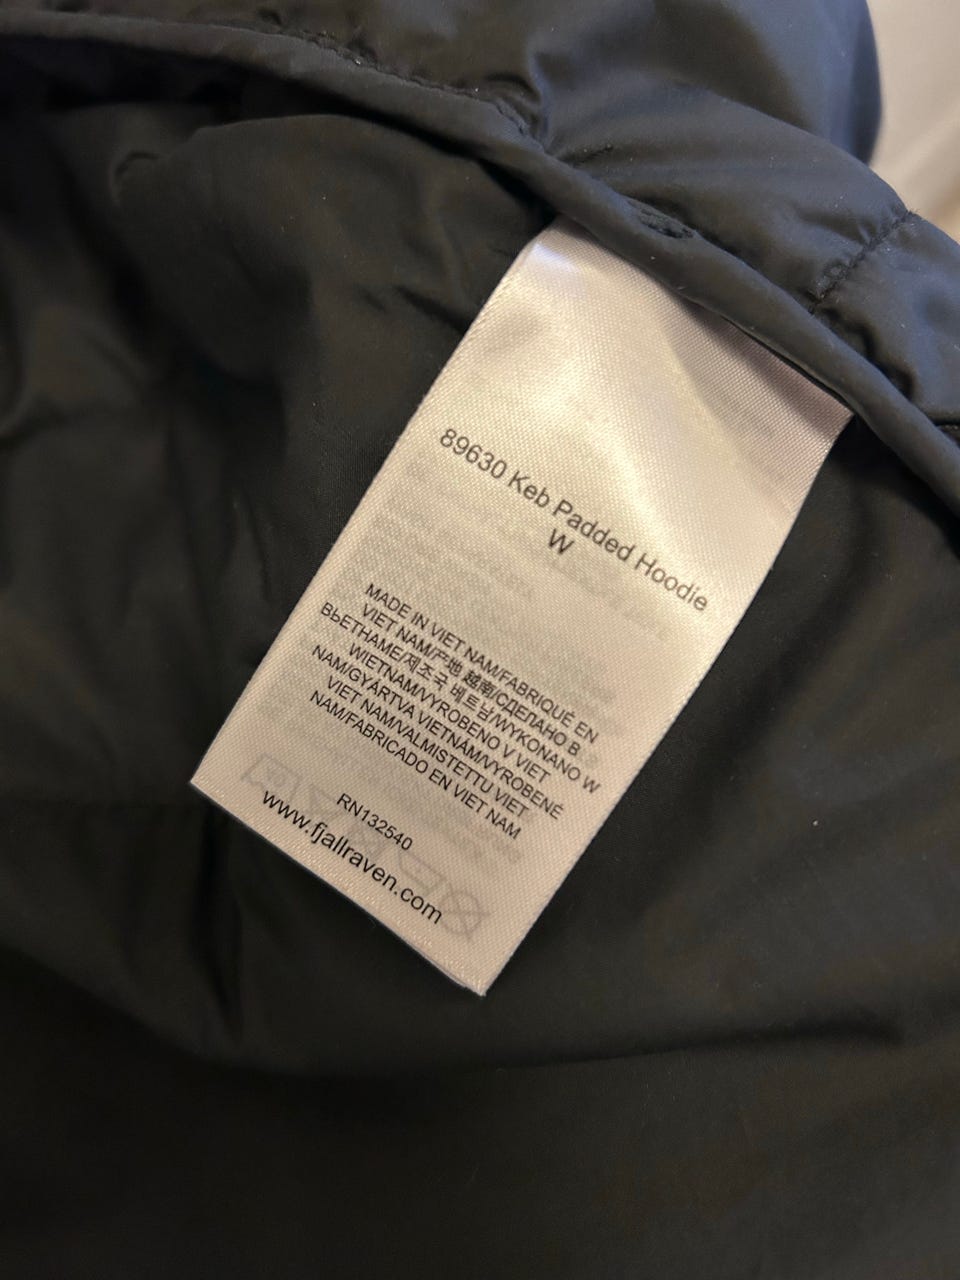 89630 Keb Padded Hoodie
W
MADE IN VIET NAM/FABRIQUÉ EN
VIET NAM/产地 越南/СДЕЛАНО В
ВЬЕТНАМЕ/제조국 베트남/WYKONANO W
WIETNAM/VYROBENO V VIET
NAM/GYÁRTVA VIETNÁM/VYROBENÉ
VIET NAM/VALMISTETTU VIET
NAM/FABRICADO EN VIET NAM
RN132540
www.fjallraven.com